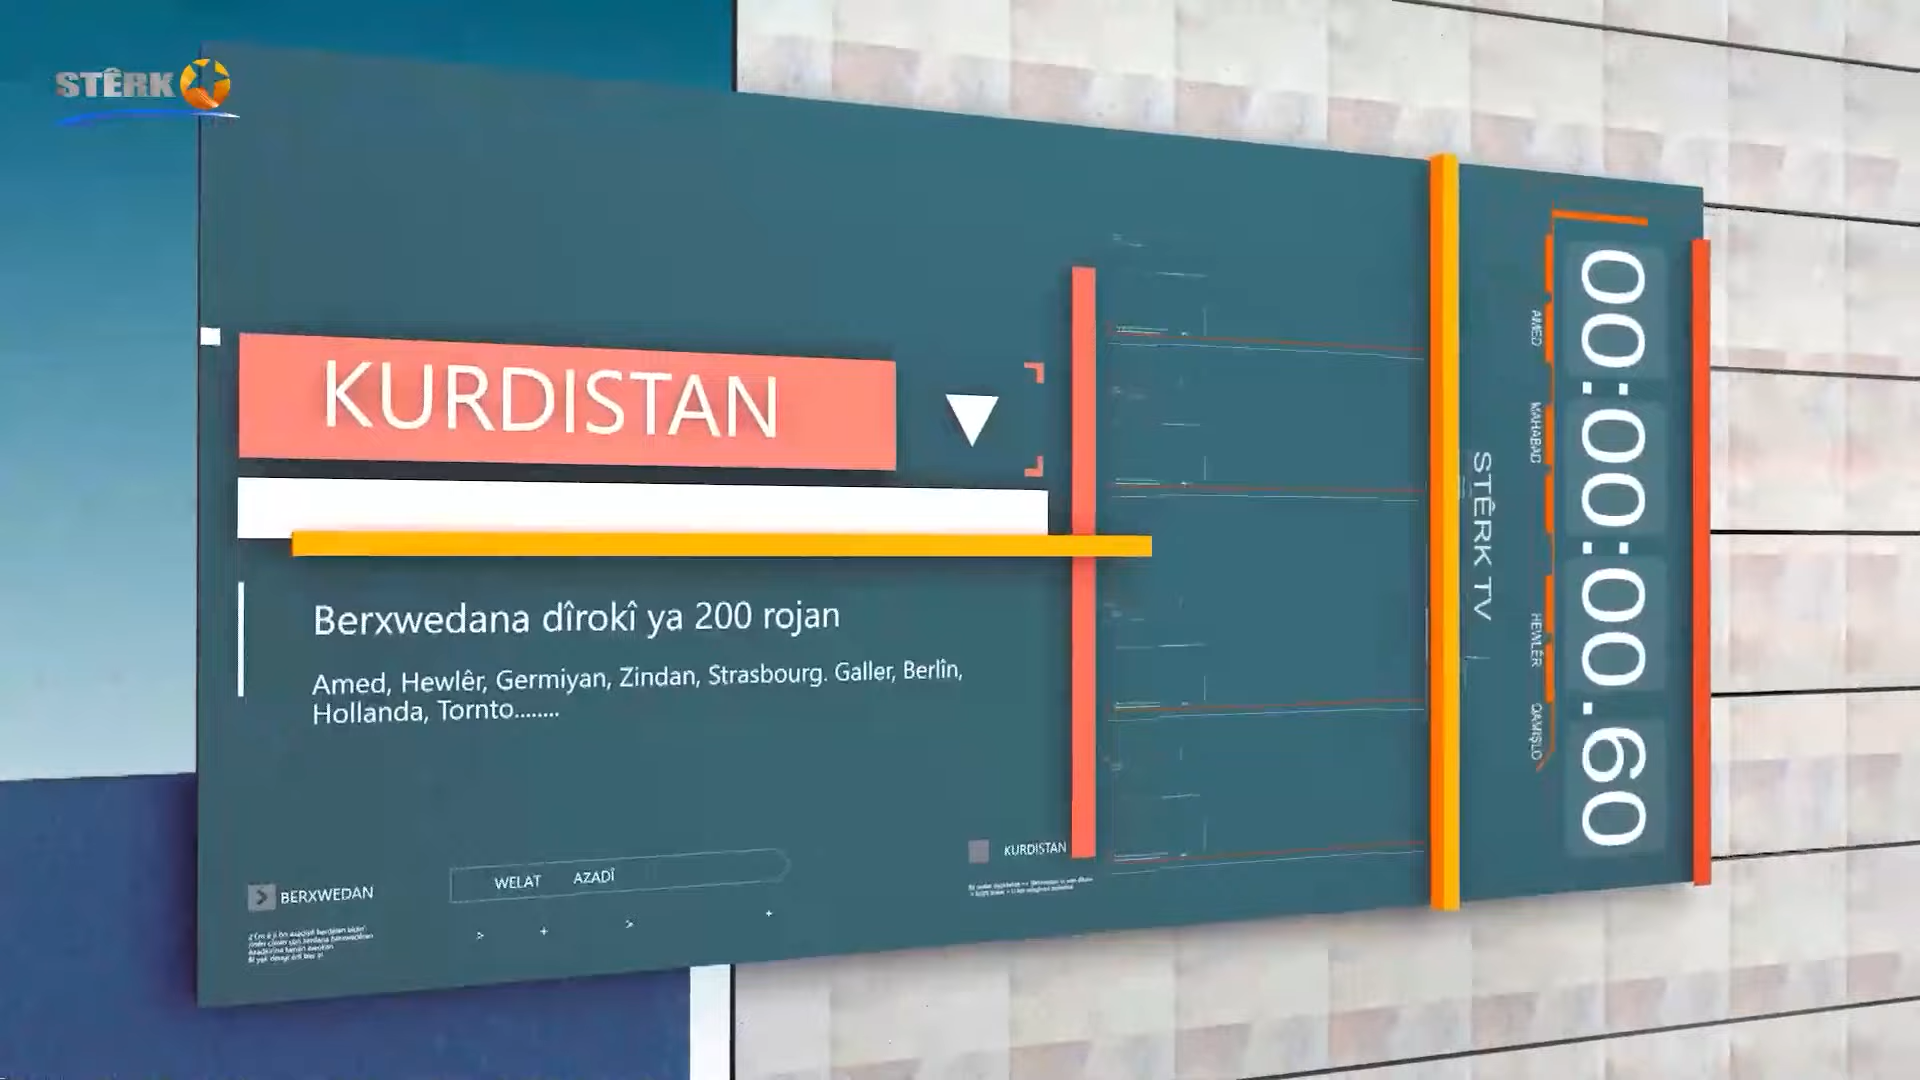 STÊRK
KURDISTAN
Berxwedana dîrokî ya 200 rojan
Amed, Hewlêr, Germiyan, Zindan, Strasbourg. Galler, Berlîn,
Hollanda, Tornto........
BERXWEDAN
WELAT AZADÎ
KURDISTAN
STÊRK TV
AMED
MAHABAD
HEWLÊR
QAMIŞLO
00:00:00.60